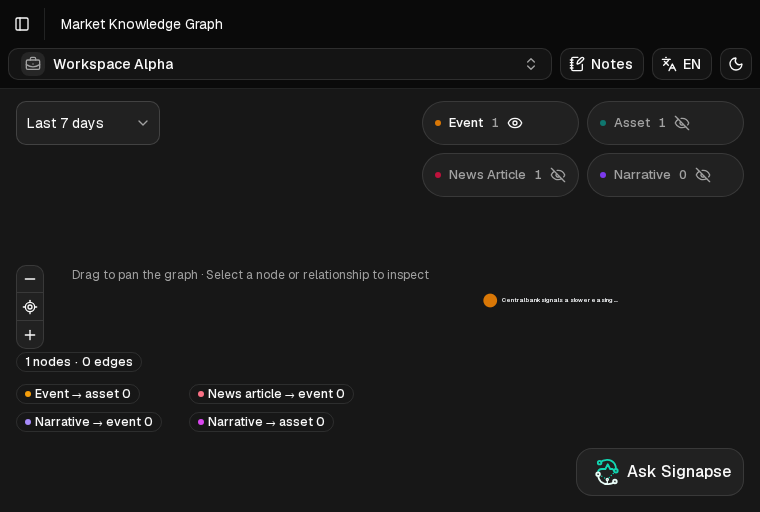 Market Knowledge Graph
Workspace Alpha
Notes
EN
Last 7 days
Event 1
Asset 1
News Article 1
Narrative 0
Drag to pan the graph · Select a node or relationship to inspect
Central bank signals a slower easing...
1 nodes · 0 edges
Event → asset 0
News article → event 0
Narrative → event 0
Narrative → asset 0
Ask Signapse